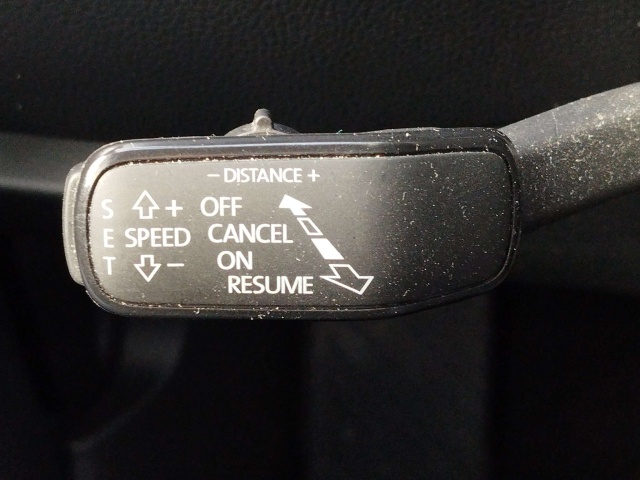 − DISTANCE +
S + OFF
E SPEED CANCEL
T − ON
RESUME